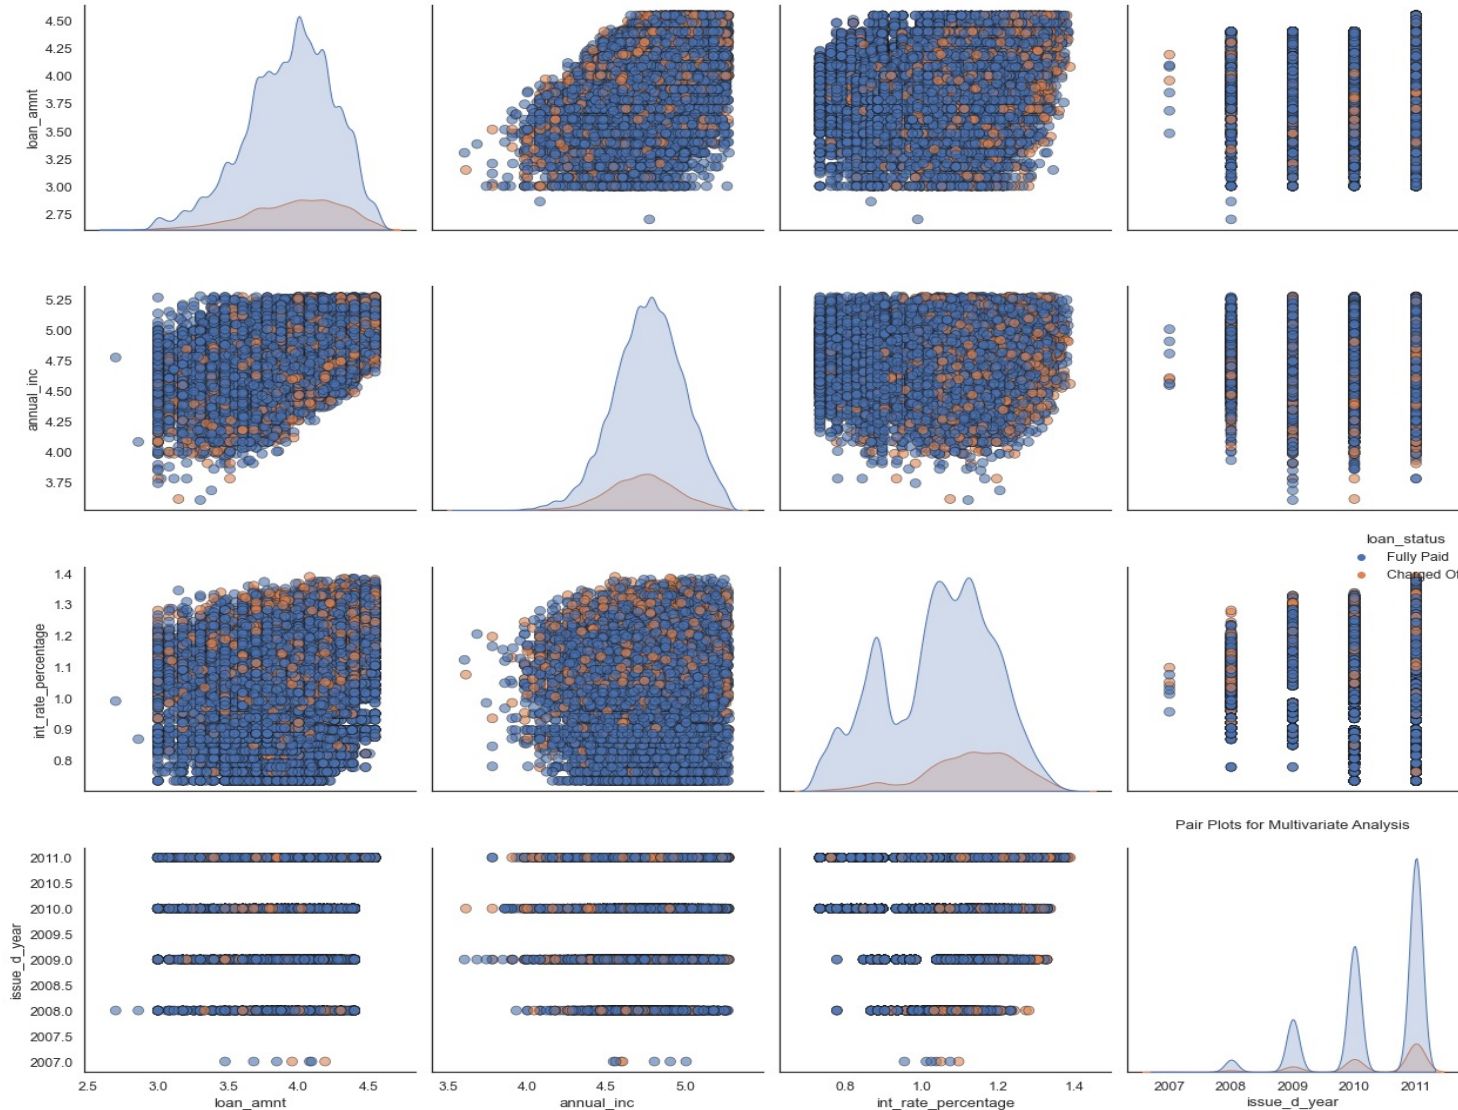 4.50
4.25
4.00
3.75
3.50
3.25
3.00
2.75
loan_amnt
5.25
5.00
4.75
4.50
4.25
4.00
3.75
annual_inc
loan_status
Fully Paid
Charged Of
1.4
1.3
1.2
1.1
1.0
0.9
0.8
int_rate_percentage
Pair Plots for Multivariate Analysis
2011.0
2010.5
2010.0
2009.5
2009.0
2008.5
2008.0
2007.5
2007.0
issue_d_year
2.5 3.0 3.5 4.0 4.5
loan_amnt
3.5 4.0 4.5 5.0
annual_inc
0.8 1.0 1.2 1.4
int_rate_percentage
2007 2008 2009 2010 2011
issue_d_year